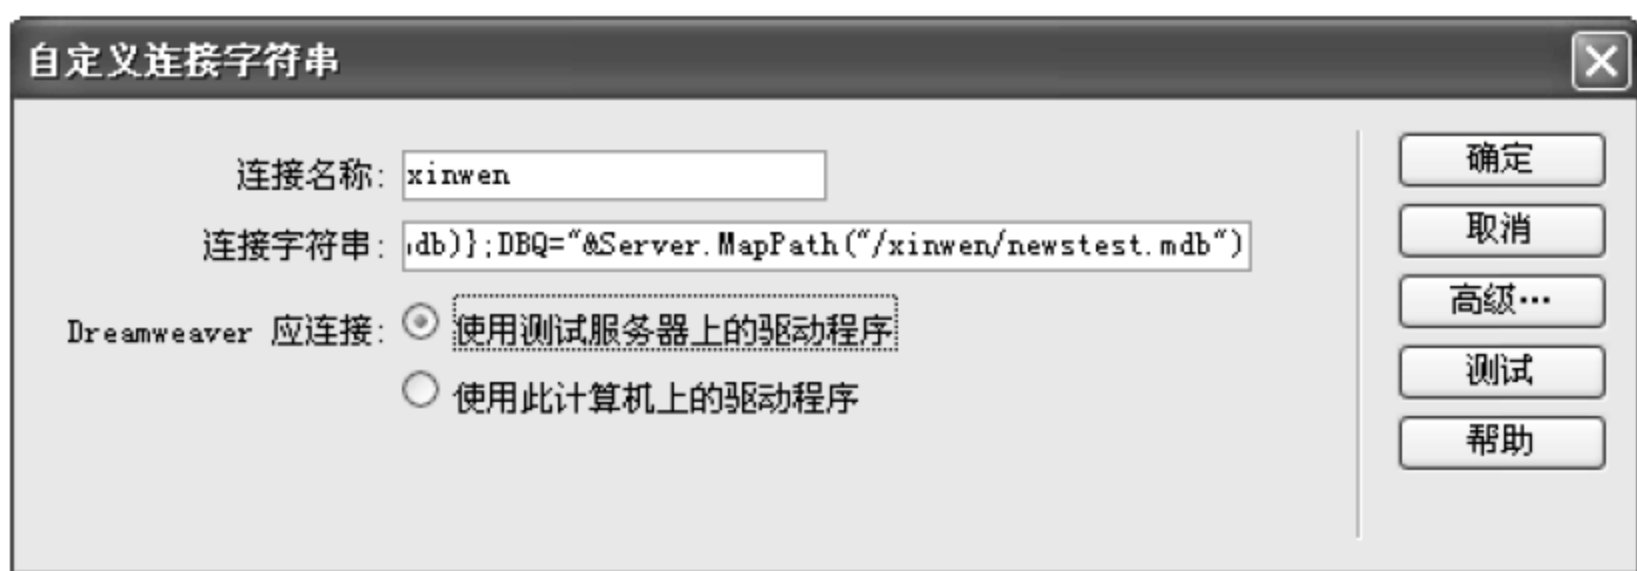 自定义连接字符串
连接名称: xinwen
确定
连接字符串: db)};DBQ="&Server.MapPath("/xinwen/newstest.mdb")
取消
Dreamweaver 应连接: 使用测试服务器上的驱动程序
高级…
使用此计算机上的驱动程序
测试
帮助